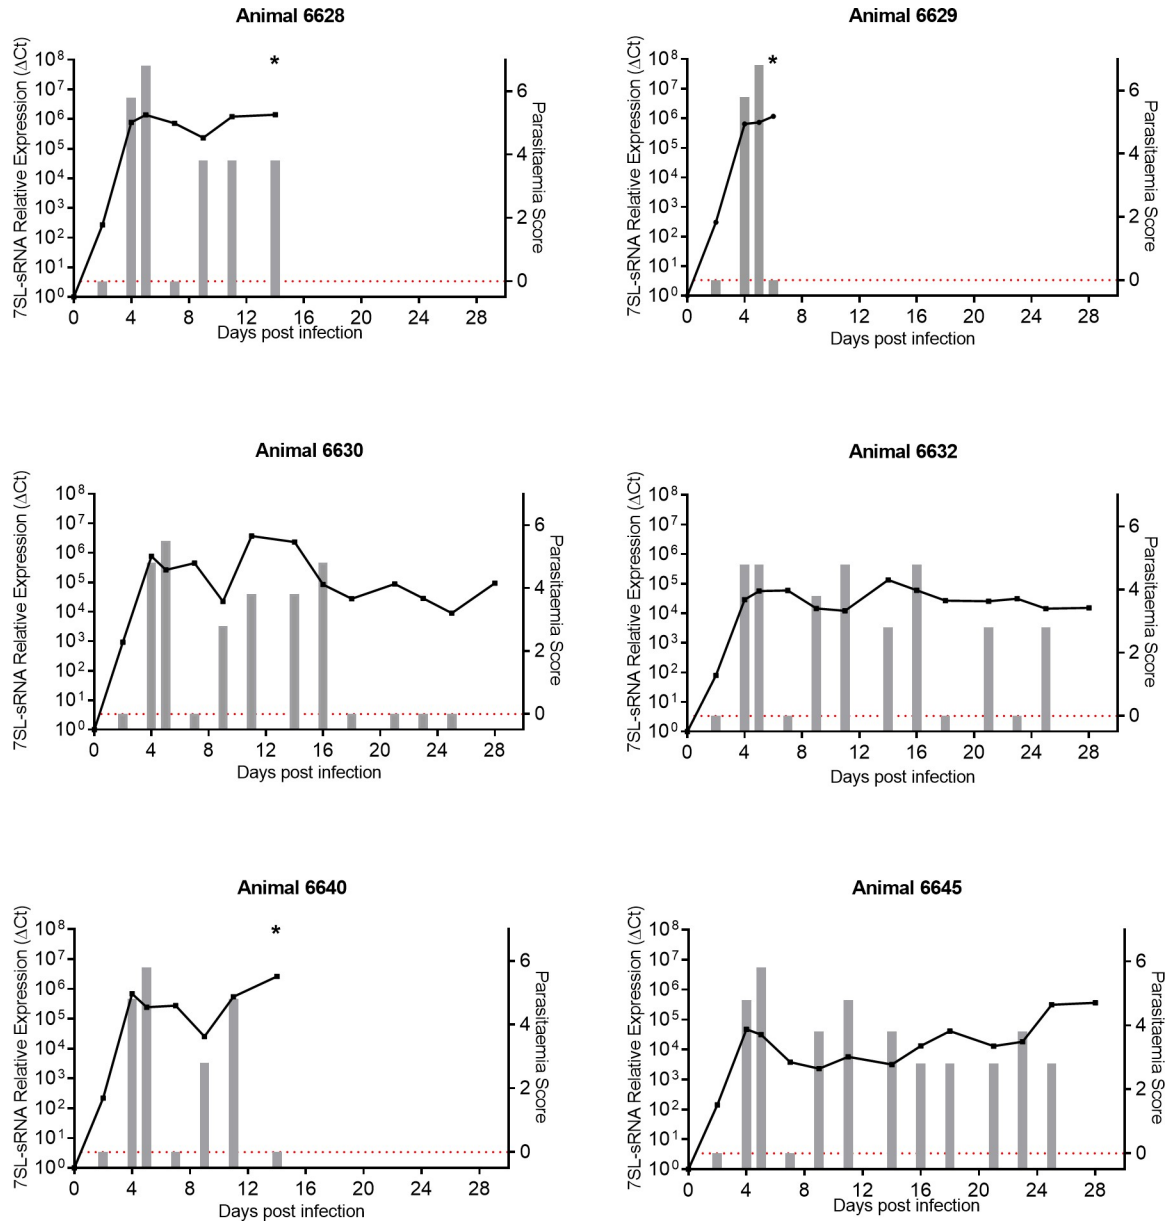 Animal 6628
7SL-sRNA Relative Expression (ΔCt)
10⁸
10⁷
10⁶
10⁵
10⁴
10³
10²
10¹
10⁰
*
6
4
2
0
Parasitaemia Score
0 4 8 12 16 20 24 28
Days post infection
Animal 6629
7SL-sRNA Relative Expression (ΔCt)
10⁸
10⁷
10⁶
10⁵
10⁴
10³
10²
10¹
10⁰
*
6
4
2
0
Parasitaemia Score
0 4 8 12 16 20 24 28
Days post infection
Animal 6630
7SL-sRNA Relative Expression (ΔCt)
10⁸
10⁷
10⁶
10⁵
10⁴
10³
10²
10¹
10⁰
6
4
2
0
Parasitaemia Score
0 4 8 12 16 20 24 28
Days post infection
Animal 6632
7SL-sRNA Relative Expression (ΔCt)
10⁸
10⁷
10⁶
10⁵
10⁴
10³
10²
10¹
10⁰
6
4
2
0
Parasitaemia Score
0 4 8 12 16 20 24 28
Days post infection
Animal 6640
7SL-sRNA Relative Expression (ΔCt)
10⁸
10⁷
10⁶
10⁵
10⁴
10³
10²
10¹
10⁰
*
6
4
2
0
Parasitaemia Score
0 4 8 12 16 20 24 28
Days post infection
Animal 6645
7SL-sRNA Relative Expression (ΔCt)
10⁸
10⁷
10⁶
10⁵
10⁴
10³
10²
10¹
10⁰
6
4
2
0
Parasitaemia Score
0 4 8 12 16 20 24 28
Days post infection